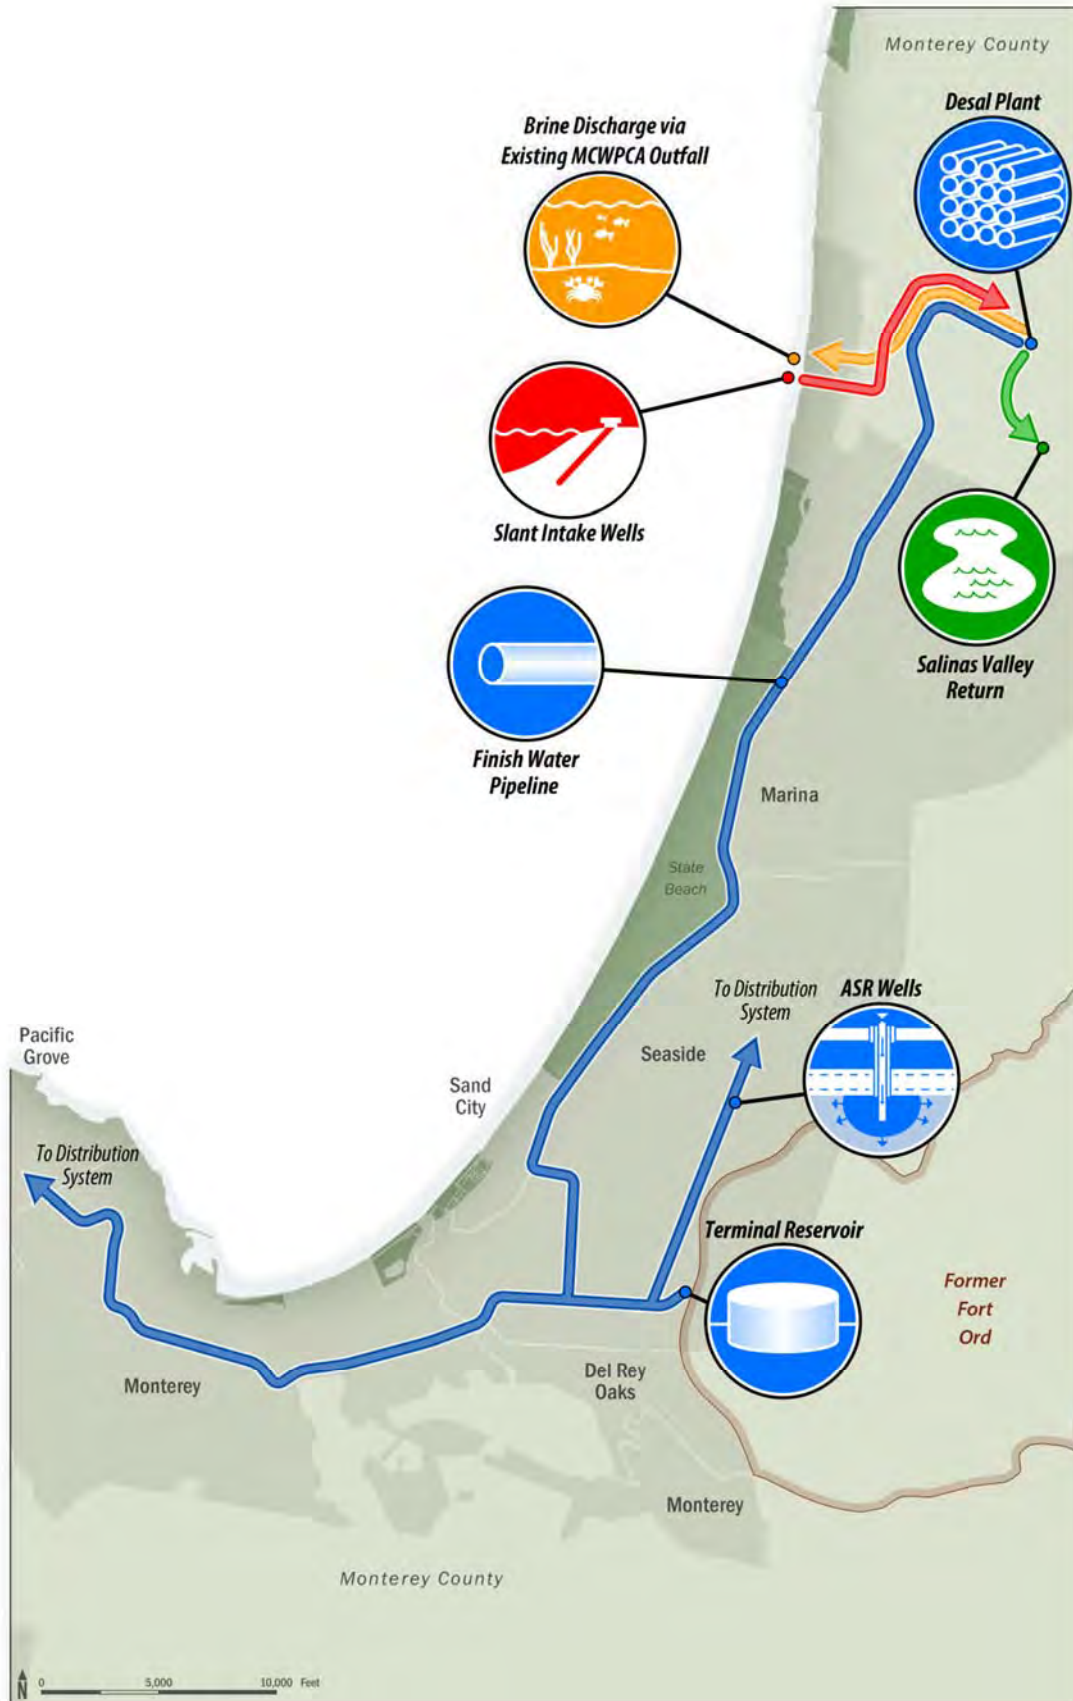 Monterey County
Desal Plant
Brine Discharge via
Existing MCWPCA Outfall
Slant Intake Wells
Salinas Valley
Return
Finish Water
Pipeline
Marina
State
Beach
To Distribution
System
ASR Wells
Pacific
Grove
Seaside
Sand
City
To Distribution
System
Terminal Reservoir
Former
Fort
Ord
Del Rey
Oaks
Monterey
Monterey
Monterey County
N
0 5,000 10,000 Feet